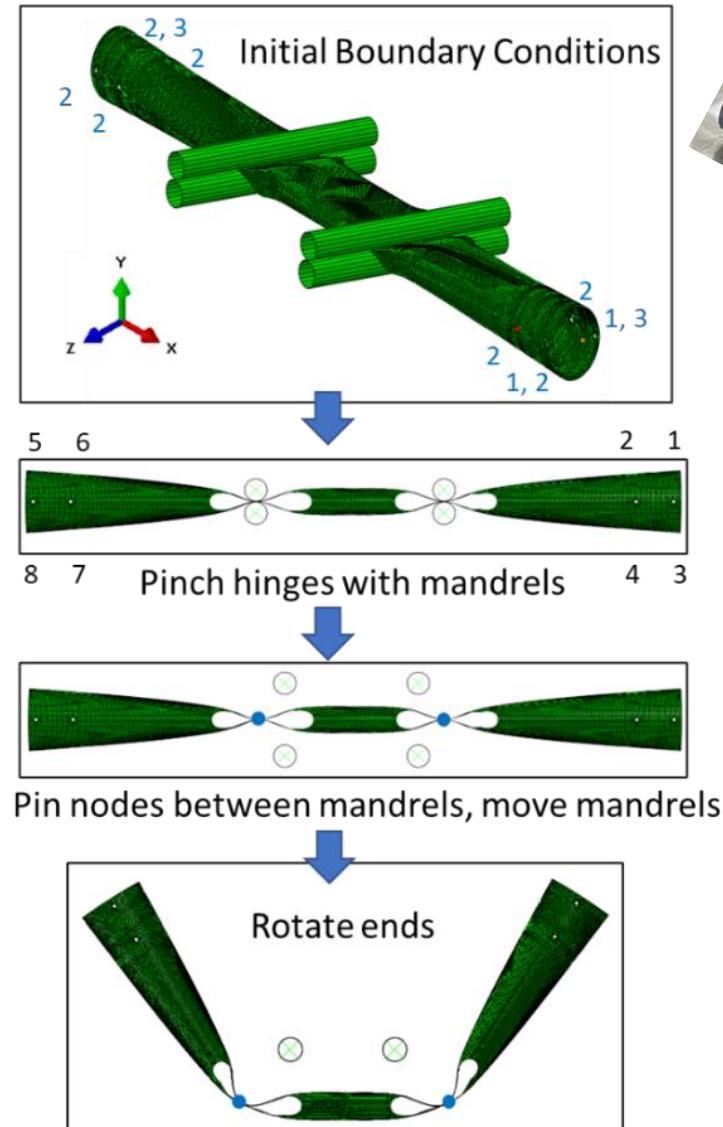 Initial Boundary Conditions
2, 3
2
2
2
Y
Z
X
2
1, 3
2
1, 2
5 6 2 1
8 7 4 3
Pinch hinges with mandrels
Pin nodes between mandrels, move mandrels
Rotate ends